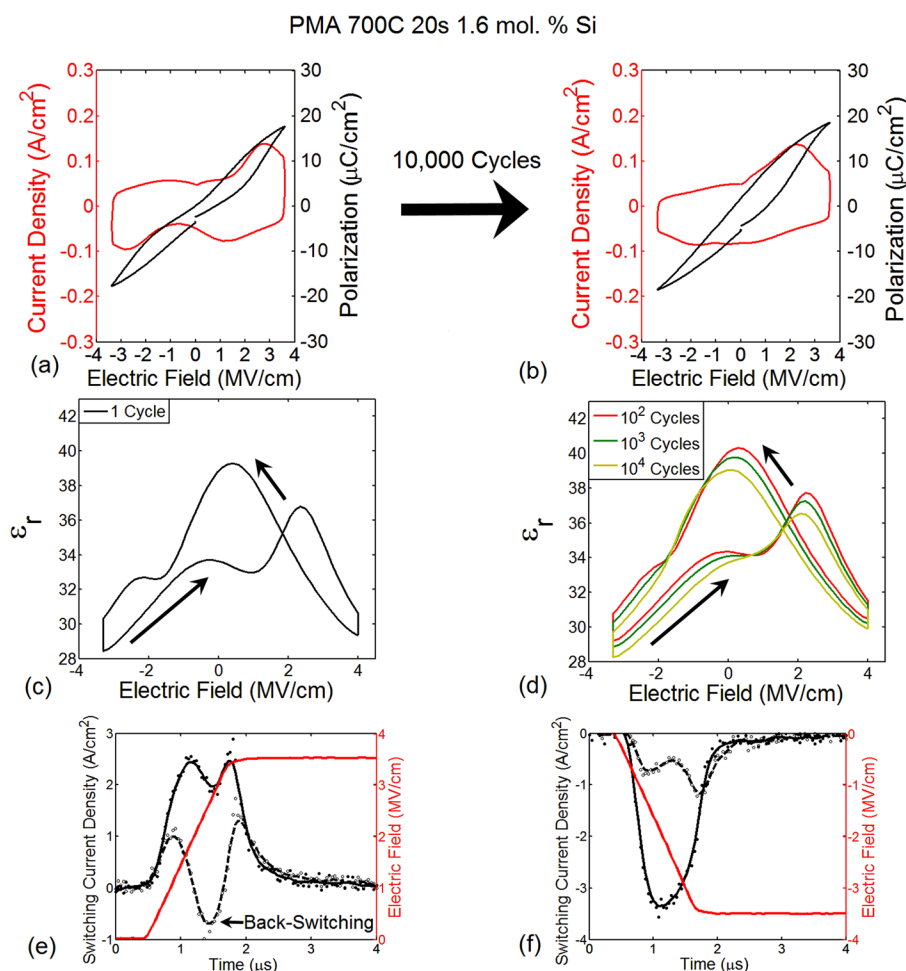 PMA 700C 20s 1.6 mol. % Si
0.3
0.2
0.1
0
-0.1
-0.2
-0.3
Current Density (A/cm2)
30
20
10
0
-10
-20
-30
Polarization (μC/cm2)
-4 -3 -2 -1 0 1 2 3 4
Electric Field (MV/cm)
(a)
10,000 Cycles
0.3
0.2
0.1
0
-0.1
-0.2
-0.3
Current Density (A/cm2)
30
20
10
0
-10
-20
-30
Polarization (μC/cm2)
-4 -3 -2 -1 0 1 2 3 4
Electric Field (MV/cm)
(b)
1 Cycle
42
40
38
36
34
32
30
28
εr
-4 -2 0 2 4
Electric Field (MV/cm)
(c)
10² Cycles
10³ Cycles
10⁴ Cycles
42
40
38
36
34
32
30
28
εr
-4 -2 0 2 4
Electric Field (MV/cm)
(d)
3
2
1
0
-1
Switching Current Density (A/cm²)
4
3
2
1
0
Electric Field (MV/cm)
Back-Switching
0 1 2 3 4
Time (μs)
(e)
0
-1
-2
-3
-4
Switching Current Density (A/cm²)
0
-1
-2
-3
-4
Electric Field (MV/cm)
0 1 2 3 4
Time (μs)
(f)